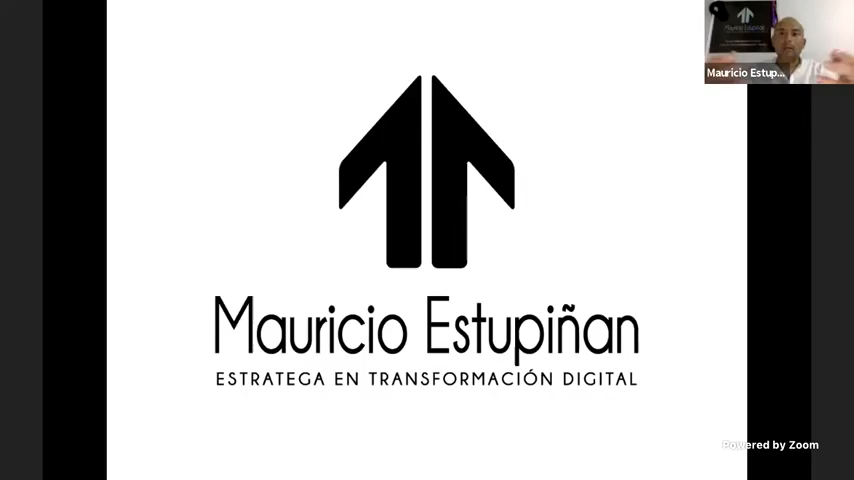 Mauricio Estup...
Mauricio Estupiñan
ESTRATEGA EN TRANSFORMACIÓN DIGITAL
Powered by Zoom